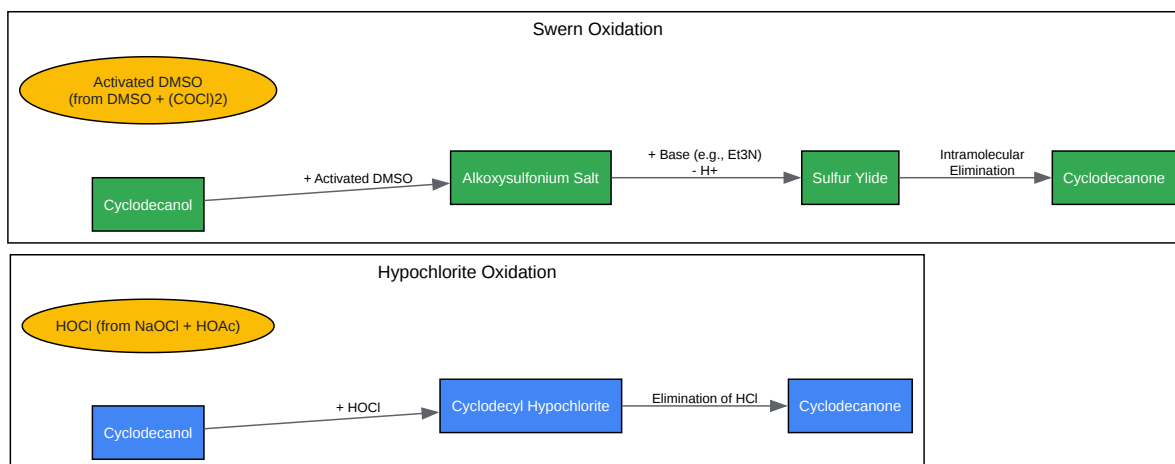 Swern Oxidation
Activated DMSO
(from DMSO + (COCl)2)
Cyclodecanol
+ Activated DMSO
Alkoxysulfonium Salt
+ Base (e.g., Et3N)
- H+
Sulfur Ylide
Intramolecular
Elimination
Cyclodecanone
Hypochlorite Oxidation
HOCl (from NaOCl + HOAc)
Cyclodecanol
+ HOCl
Cyclodecyl Hypochlorite
Elimination of HCl
Cyclodecanone